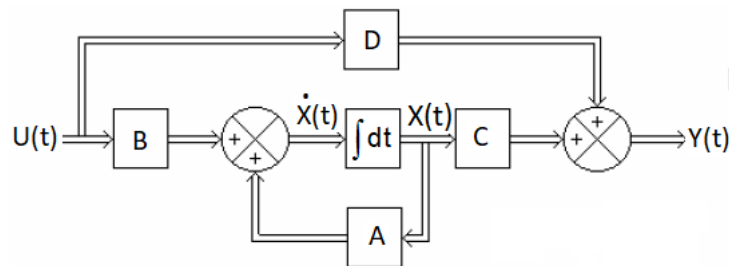 D
U(t) B + + Ẋ(t) ∫dt X(t) C + + Y(t)
A